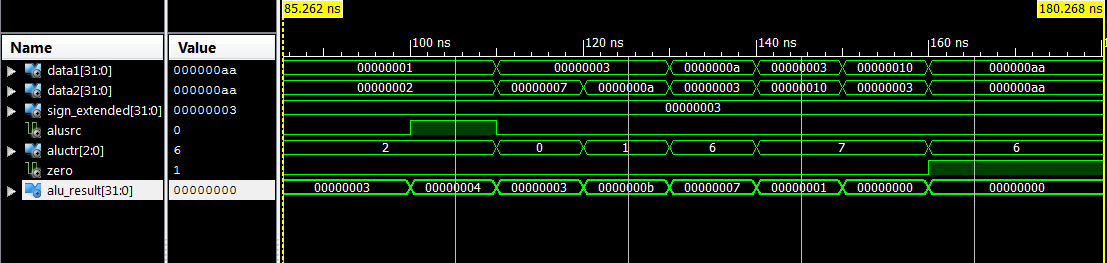 85.262 ns 180.268 ns
Name Value 100 ns 120 ns 140 ns 160 ns
data1[31:0] 000000aa 00000001 00000003 0000000a 00000003 00000010 000000aa
data2[31:0] 000000aa 00000002 00000007 0000000a 00000003 00000010 00000003 000000aa
sign_extended[31:0] 00000003 00000003
alusrc 0
aluctr[2:0] 6 2 0 1 6 7 6
zero 1
alu_result[31:0] 00000000 00000003 00000004 00000003 0000000b 00000007 00000001 00000000 00000000